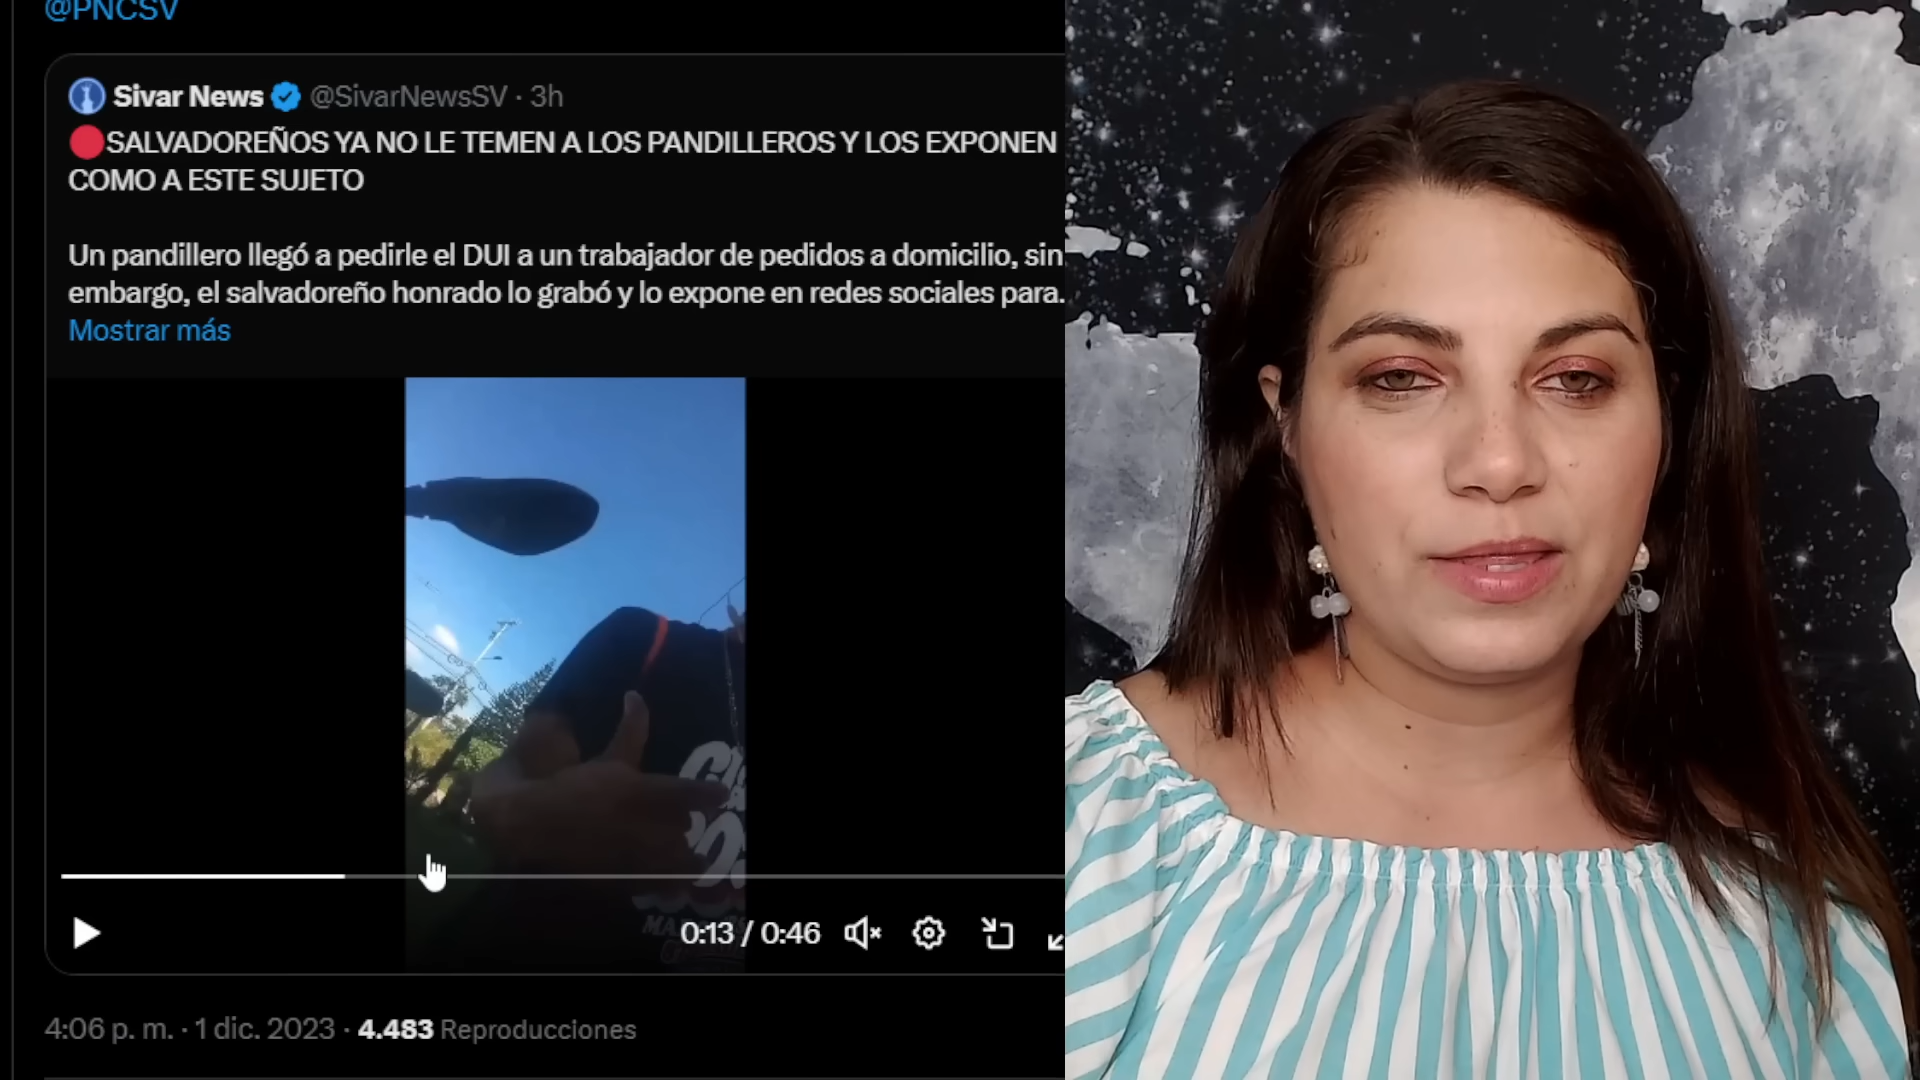 @PNCSV
Sivar News @SivarNewsSV · 3h
🔴SALVADOREÑOS YA NO LE TEMEN A LOS PANDILLEROS Y LOS EXPONEN
COMO A ESTE SUJETO
Un pandillero llegó a pedirle el DUI a un trabajador de pedidos a domicilio, sin
embargo, el salvadoreño honrado lo grabó y lo expone en redes sociales para.
Mostrar más
0:13 / 0:46
4:06 p. m. · 1 dic. 2023 · 4.483 Reproducciones